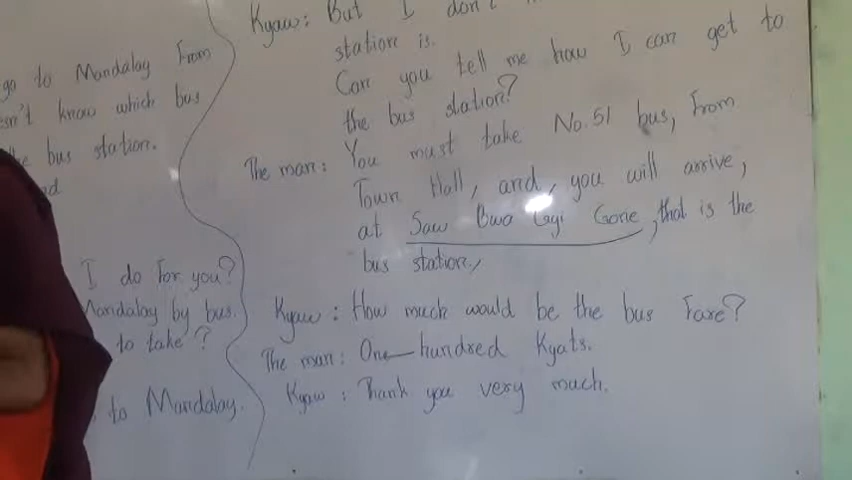 go to Mandalay From
esn't know which bus
the bus station.
I do For you?
Mandalay by bus.
to take?
to Mandalay.
Kyaw: But I don't
station is.
Can you tell me how I can get to
the bus station?
The man: You must take No.51 bus, From
Town Hall, and, you will arrive,
at Saw Bwa Gyi Gone, that is the
bus station,
Kyaw: How much would be the bus Fare?
The man: One hundred Kyats.
Kyaw: Thank you very much.